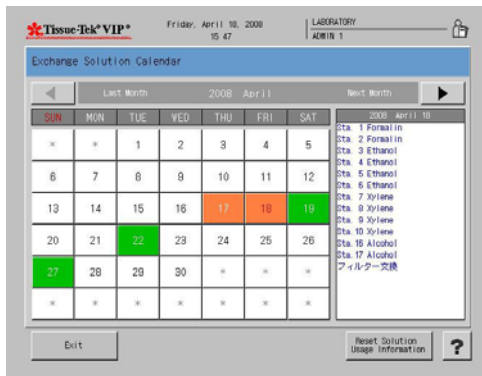 Tissue-Tek® VIP®
Friday, April 18, 2008
15 47
LABORATORY
ADMIN 1
Exchange Solution Calendar
Last Month
2008 April
Next Month
SUN MON TUE WED THU FRI SAT
* * 1 2 3 4 5
6 7 8 9 10 11 12
13 14 15 16 17 18 19
20 21 22 23 24 25 26
27 28 29 30 * * *
* * * * * * *
2008 April 18
Sta. 1 Formalin
Sta. 2 Formalin
Sta. 3 Ethanol
Sta. 4 Ethanol
Sta. 5 Ethanol
Sta. 6 Ethanol
Sta. 7 Xylene
Sta. 8 Xylene
Sta. 9 Xylene
Sta. 10 Xylene
Sta. 16 Alcohol
Sta. 17 Alcohol
フィルター交換
Exit
Reset Solution
Usage Information
?